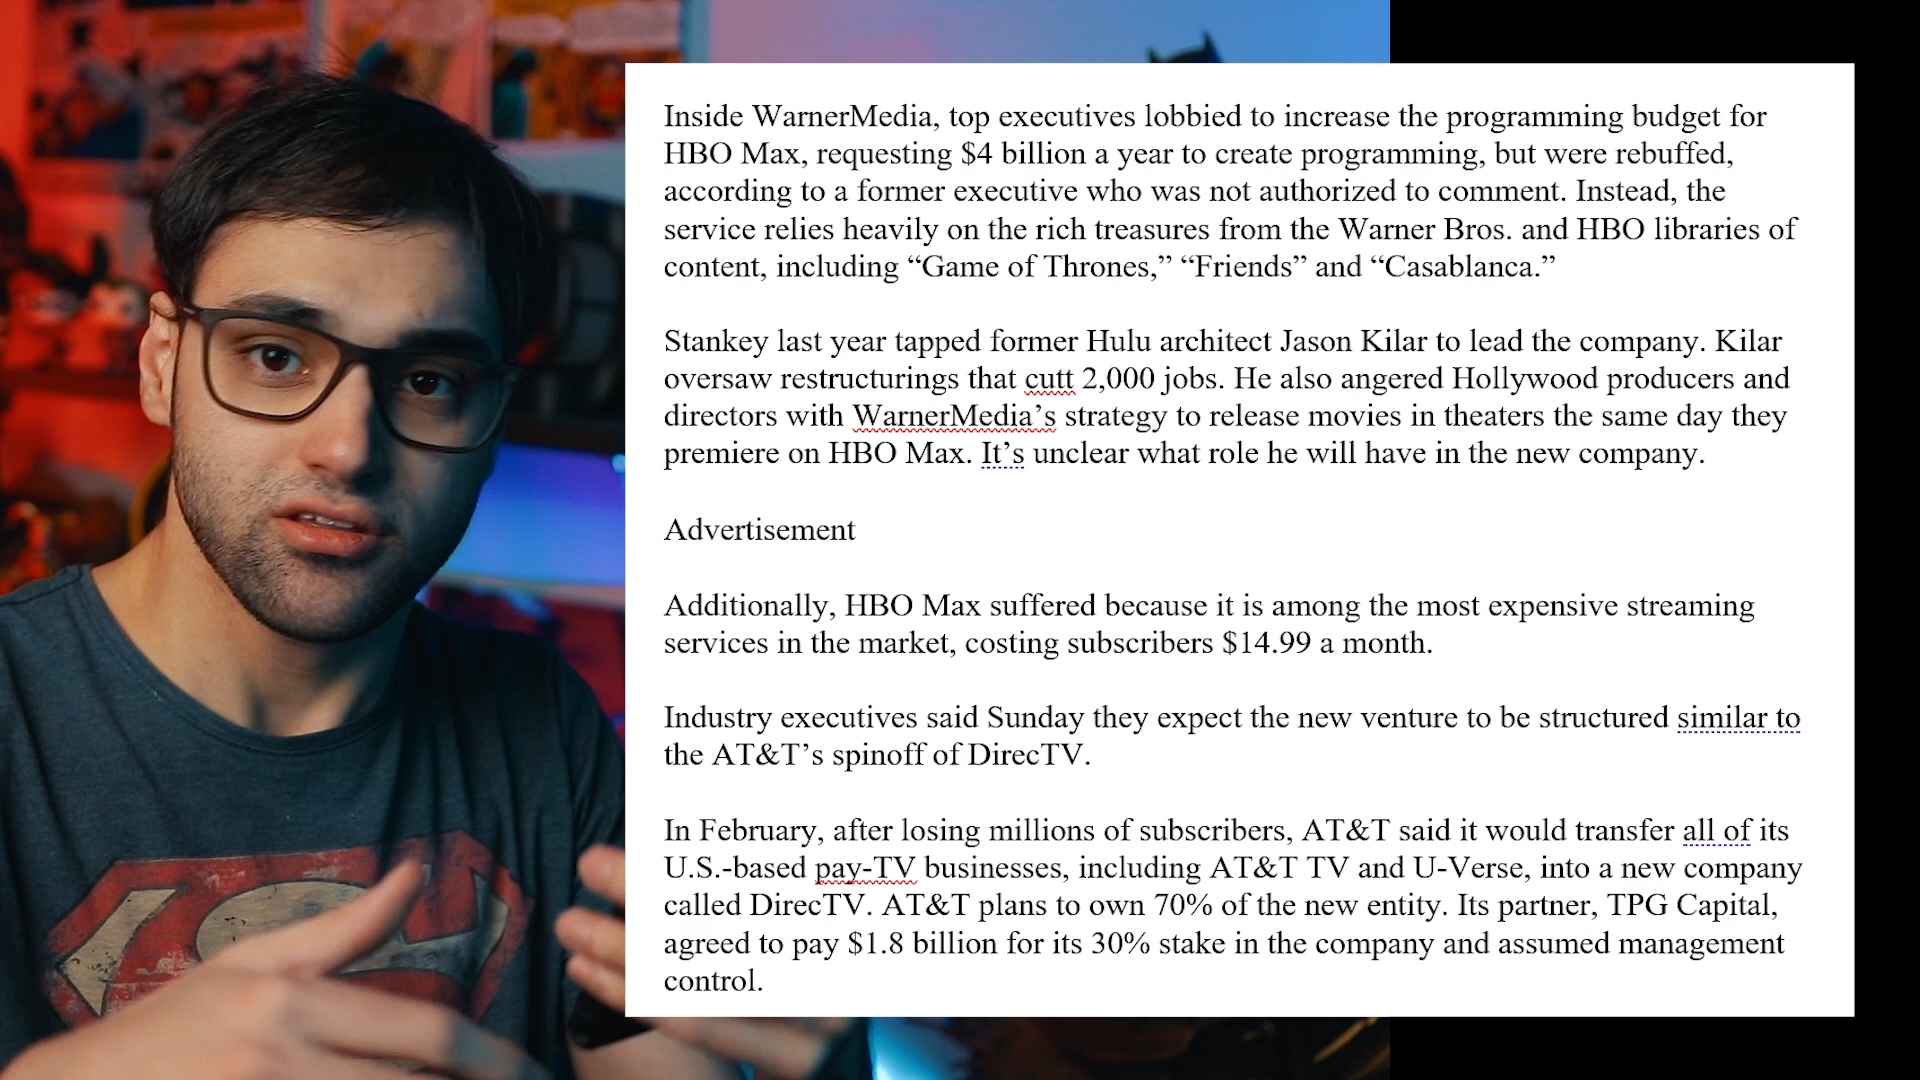 Inside WarnerMedia, top executives lobbied to increase the programming budget for
HBO Max, requesting $4 billion a year to create programming, but were rebuffed,
according to a former executive who was not authorized to comment. Instead, the
service relies heavily on the rich treasures from the Warner Bros. and HBO libraries of
content, including “Game of Thrones,” “Friends” and “Casablanca.”
Stankey last year tapped former Hulu architect Jason Kilar to lead the company. Kilar
oversaw restructurings that cutt 2,000 jobs. He also angered Hollywood producers and
directors with WarnerMedia’s strategy to release movies in theaters the same day they
premiere on HBO Max. It’s unclear what role he will have in the new company.
Advertisement
Additionally, HBO Max suffered because it is among the most expensive streaming
services in the market, costing subscribers $14.99 a month.
Industry executives said Sunday they expect the new venture to be structured similar to
the AT&T’s spinoff of DirecTV.
In February, after losing millions of subscribers, AT&T said it would transfer all of its
U.S.-based pay-TV businesses, including AT&T TV and U-Verse, into a new company
called DirecTV. AT&T plans to own 70% of the new entity. Its partner, TPG Capital,
agreed to pay $1.8 billion for its 30% stake in the company and assumed management
control.